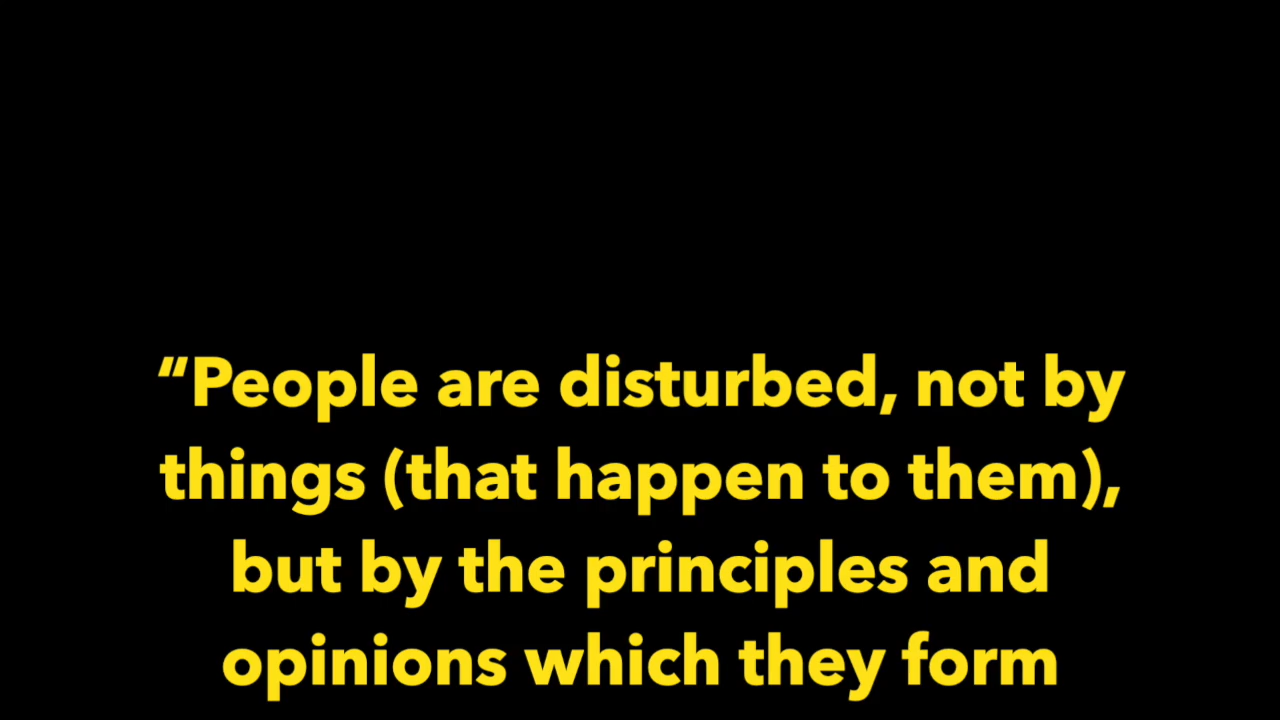 “People are disturbed, not by
things (that happen to them),
but by the principles and
opinions which they form